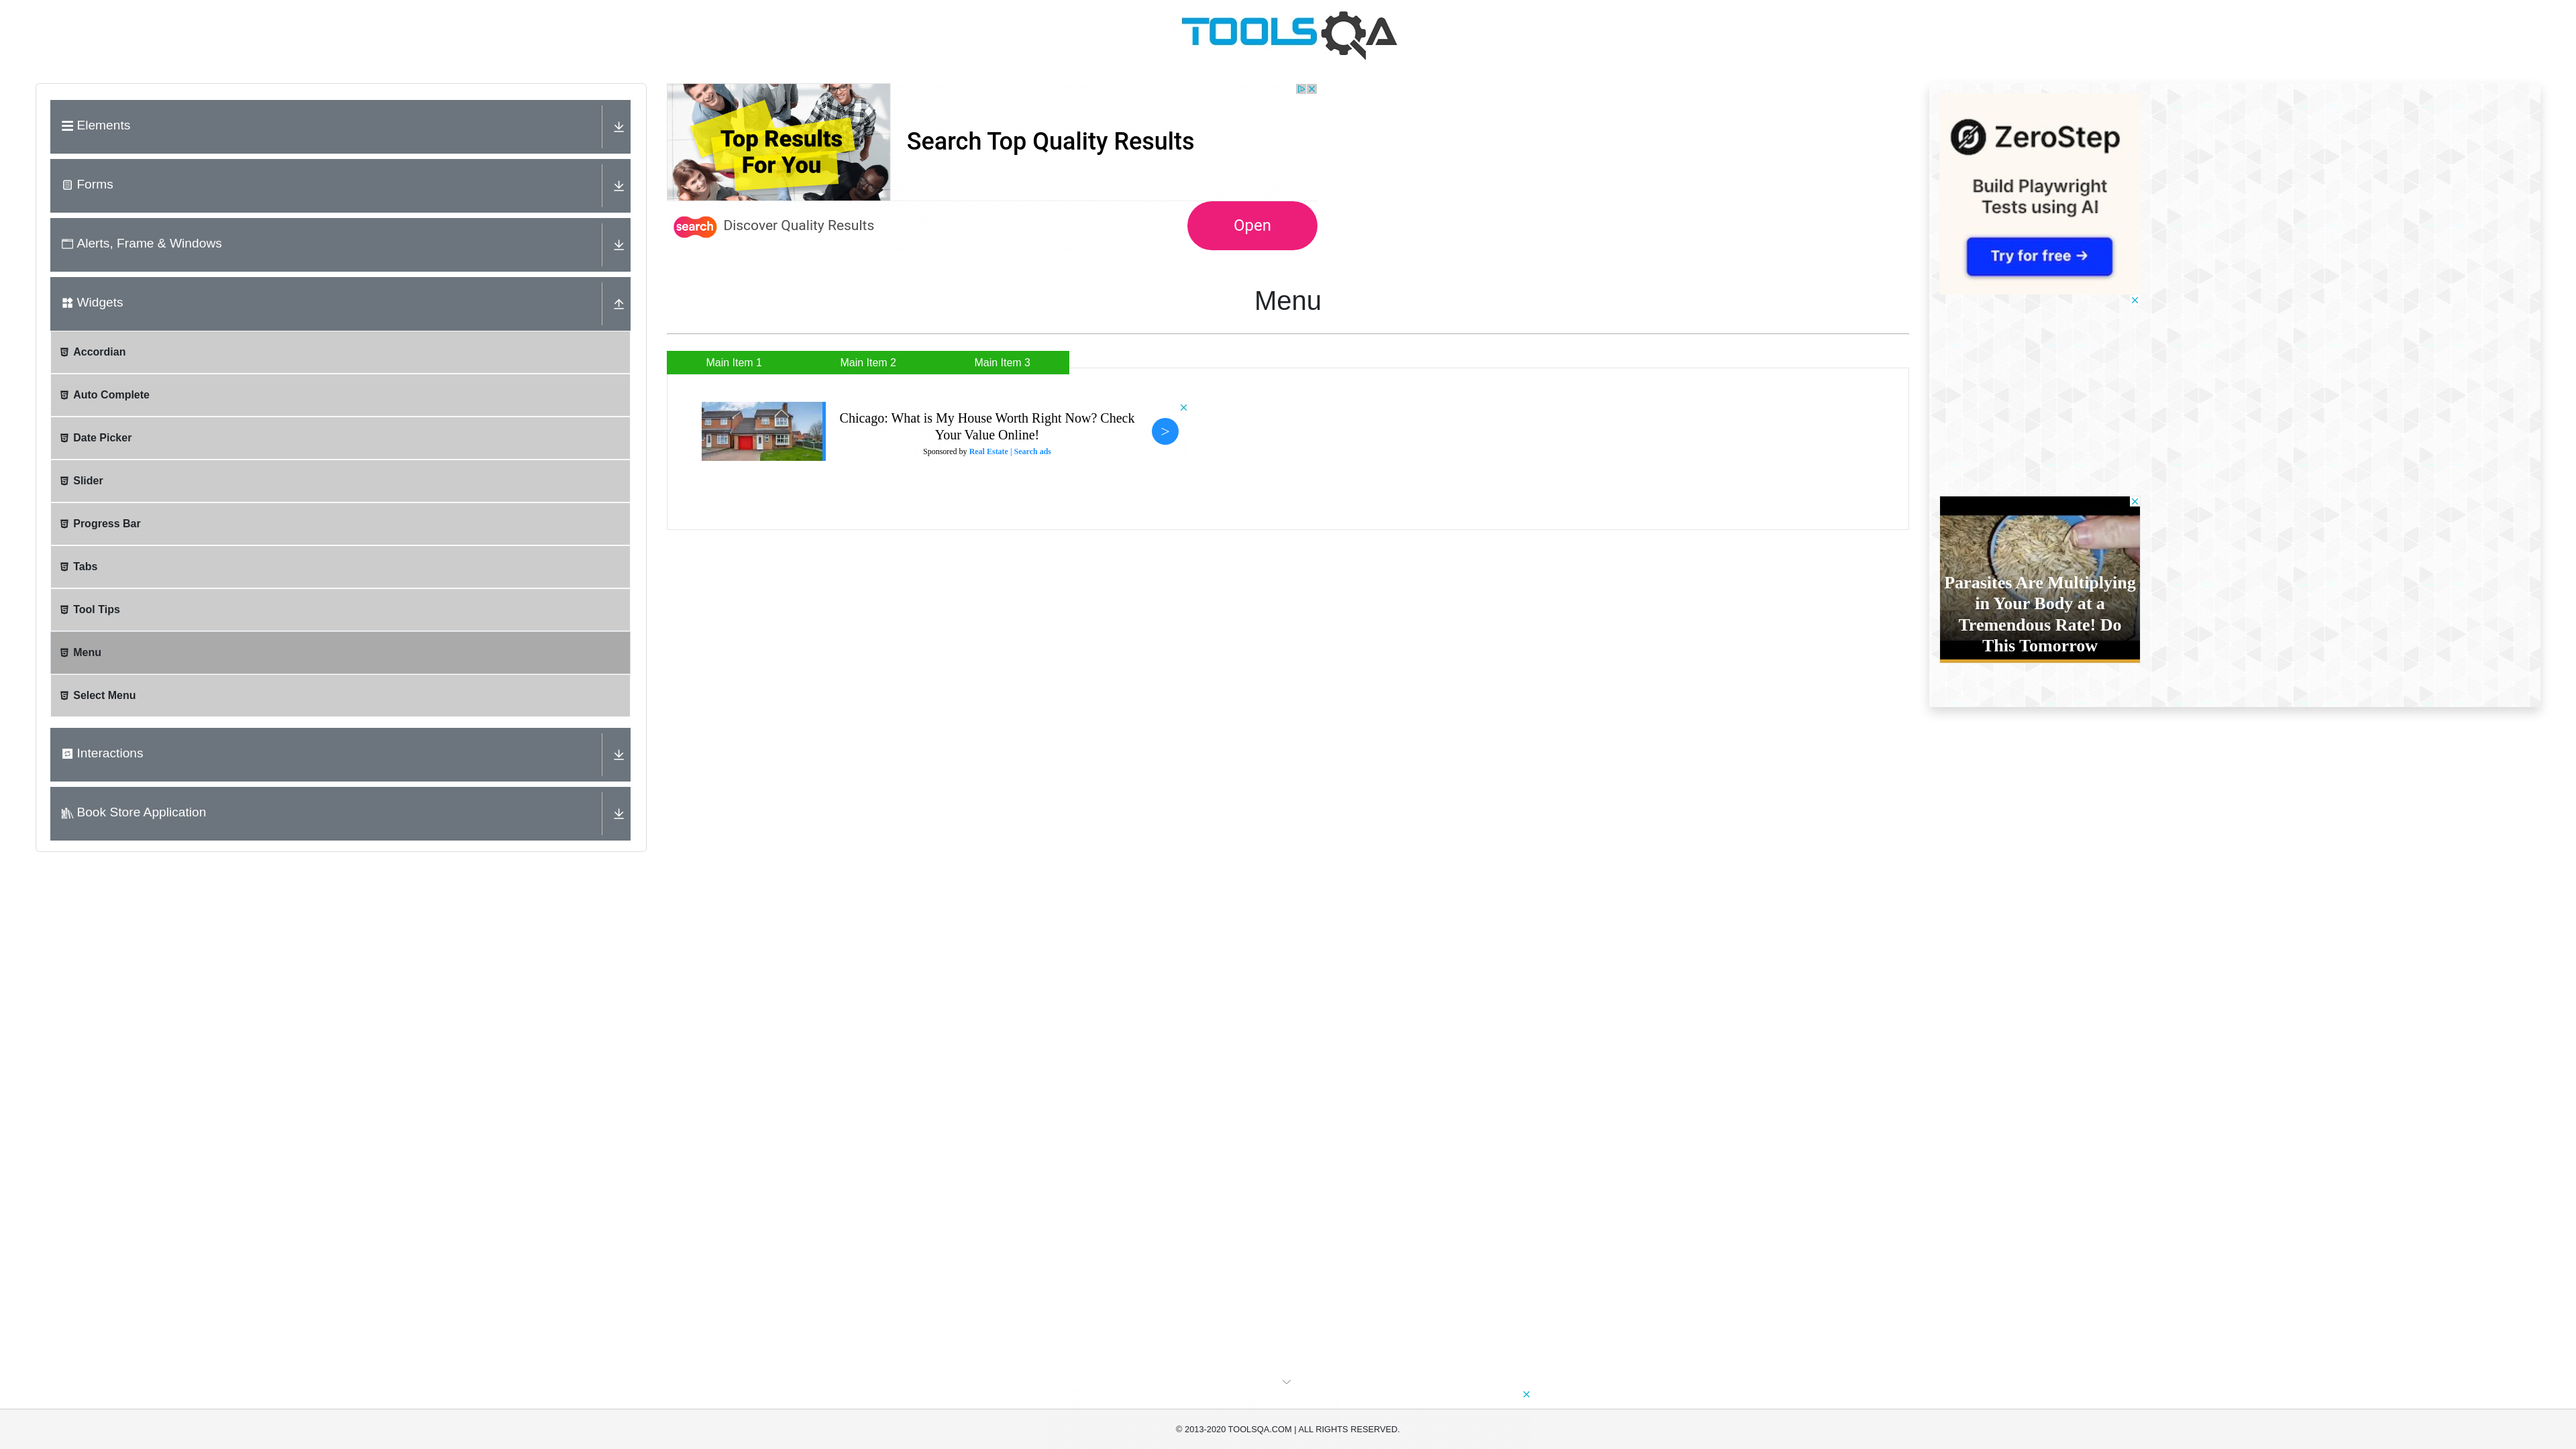 TOOLSQA
Elements
Forms
Alerts, Frame & Windows
Widgets
Accordian
Auto Complete
Date Picker
Slider
Progress Bar
Tabs
Tool Tips
Menu
Select Menu
Interactions
Book Store Application
Top Results
For You
Search Top Quality Results
search
Discover Quality Results
Open
Menu
Main Item 1
Main Item 2
Main Item 3
Chicago: What is My House Worth Right Now? Check
Your Value Online!
Sponsored by Real Estate | Search ads
>
ZeroStep
Build Playwright
Tests using AI
Try for free →
Parasites Are Multiplying
in Your Body at a
Tremendous Rate! Do
This Tomorrow
© 2013-2020 TOOLSQA.COM | ALL RIGHTS RESERVED.